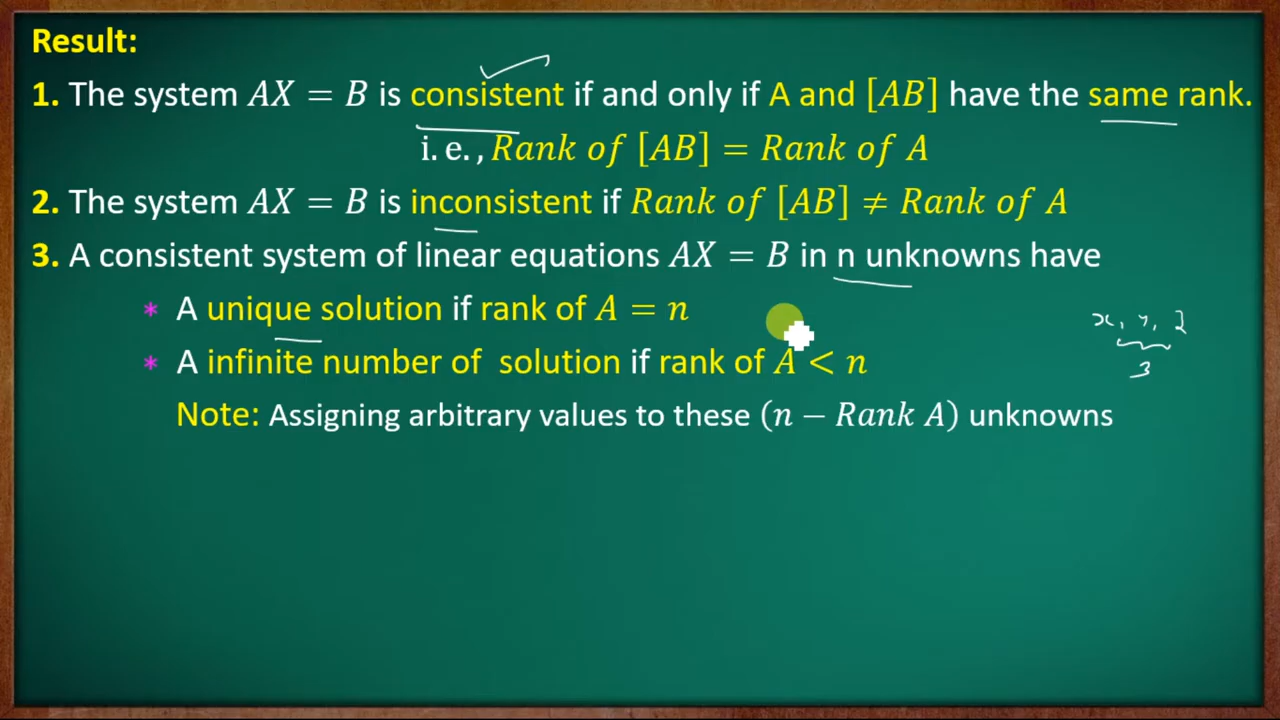 Result:
1. The system AX = B is consistent if and only if A and [AB] have the same rank.
i.e., Rank of [AB] = Rank of A
2. The system AX = B is inconsistent if Rank of [AB] ≠ Rank of A
3. A consistent system of linear equations AX = B in n unknowns have
* A unique solution if rank of A = n
x, y, z
* A infinite number of solution if rank of A < n
3
Note: Assigning arbitrary values to these (n − Rank A) unknowns